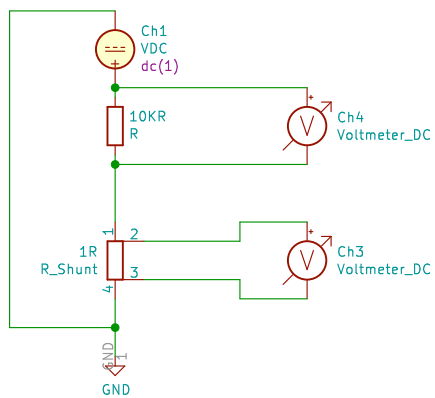 Ch1
VDC
dc(1)
10KR
R
Ch4
Voltmeter_DC
1
2
1R
R_Shunt
3
4
Ch3
Voltmeter_DC
GND
1
GND